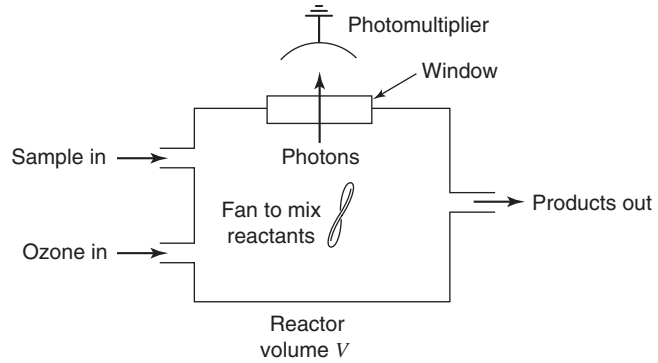 Photomultiplier
Window
Sample in
Photons
Fan to mix
reactants
Products out
Ozone in
Reactor
volume V